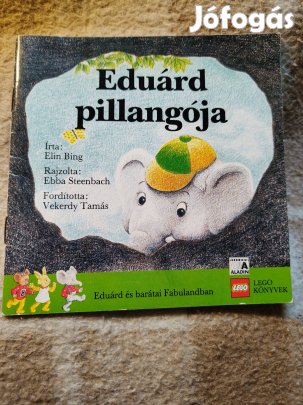 Jófogás
Eduárd
pillangója
Írta:
Elin Bing
Rajzolta:
Ebba Steenbach
Fordította:
Vekerdy Tamás
Eduárd és barátai Fabulandban
A
ALADIN
LEGO
LEGO
KÖNYVEK